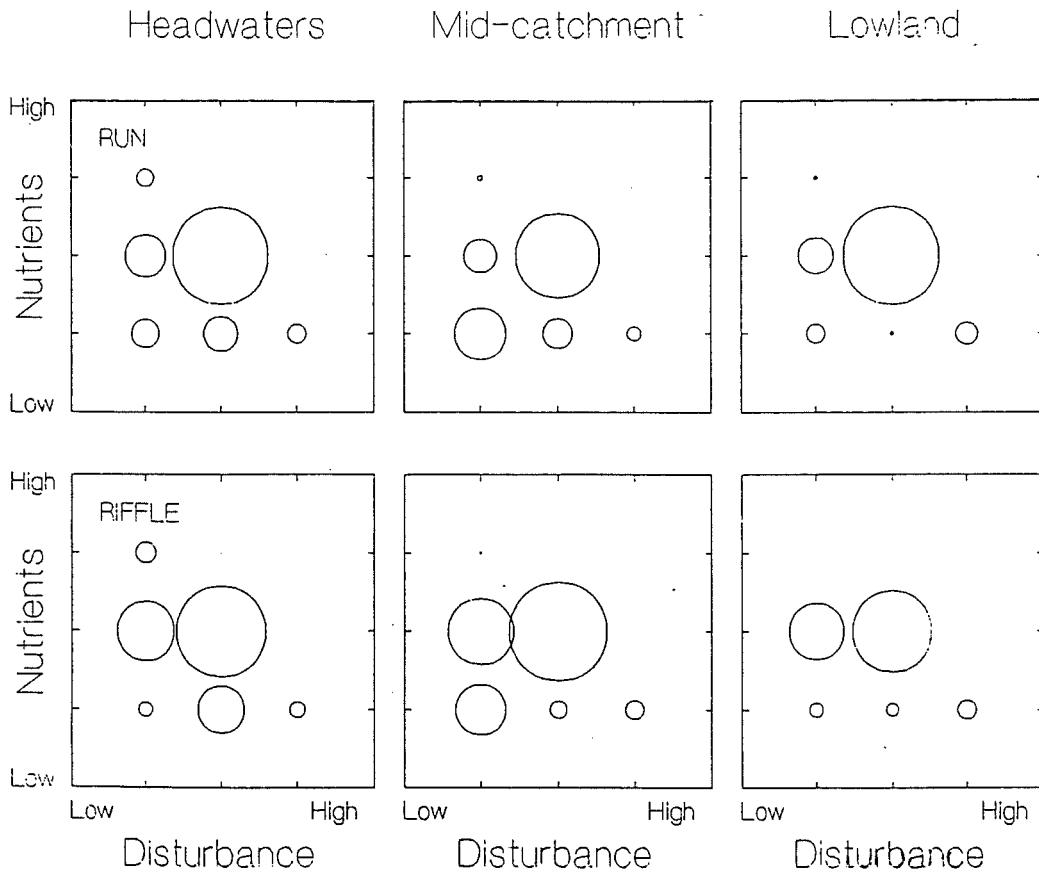 Headwaters Mid-catchment Lowland
High
RUN
Nutrients
Low
High
RIFFLE
Nutrients
Low
Low High Low High Low High
Disturbance Disturbance Disturbance